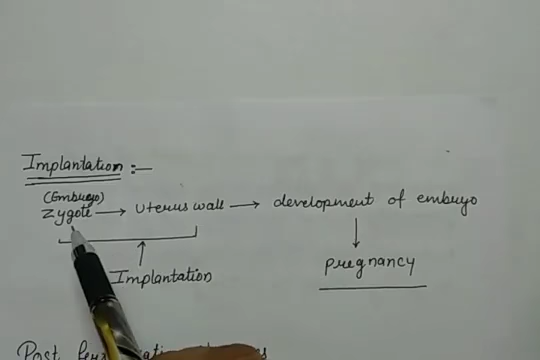 Implantation :-
(Embryo)
Zygote → Uterus wall → development of embryo
Implantation
pregnancy
Post